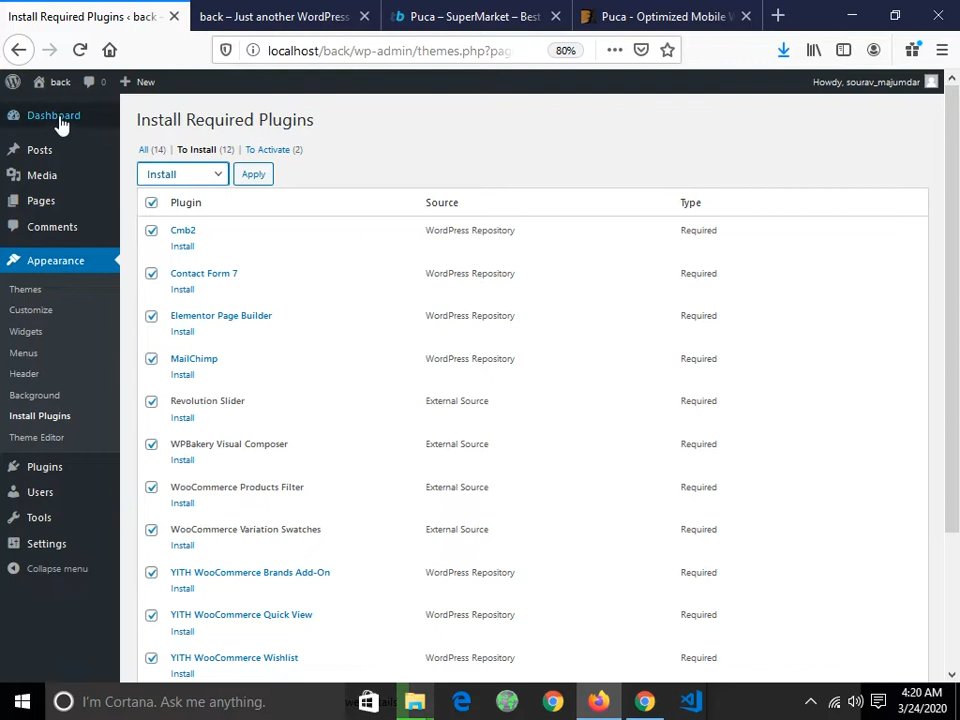 Install Required Plugins ‹ back –
back – Just another WordPress
Puca – SuperMarket – Best
Puca - Optimized Mobile W
localhost/back/wp-admin/themes.php?pag
80%
back
0
New
Howdy, sourav_majumdar
Dashboard
Posts
Media
Pages
Comments
Appearance
Themes
Customize
Widgets
Menus
Header
Background
Install Plugins
Theme Editor
Plugins
Users
Tools
Settings
Collapse menu
Install Required Plugins
All (14) | To Install (12) | To Activate (2)
Install
Apply
Plugin Source Type
Cmb2 WordPress Repository Required
Install
Contact Form 7 WordPress Repository Required
Install
Elementor Page Builder WordPress Repository Required
Install
MailChimp WordPress Repository Required
Install
Revolution Slider External Source Required
Install
WPBakery Visual Composer External Source Required
Install
WooCommerce Products Filter External Source Required
Install
WooCommerce Variation Swatches External Source Required
Install
YITH WooCommerce Brands Add-On WordPress Repository Required
Install
YITH WooCommerce Quick View WordPress Repository Required
Install
YITH WooCommerce Wishlist WordPress Repository Required
Install
I'm Cortana. Ask me anything.
4:20 AM
3/24/2020